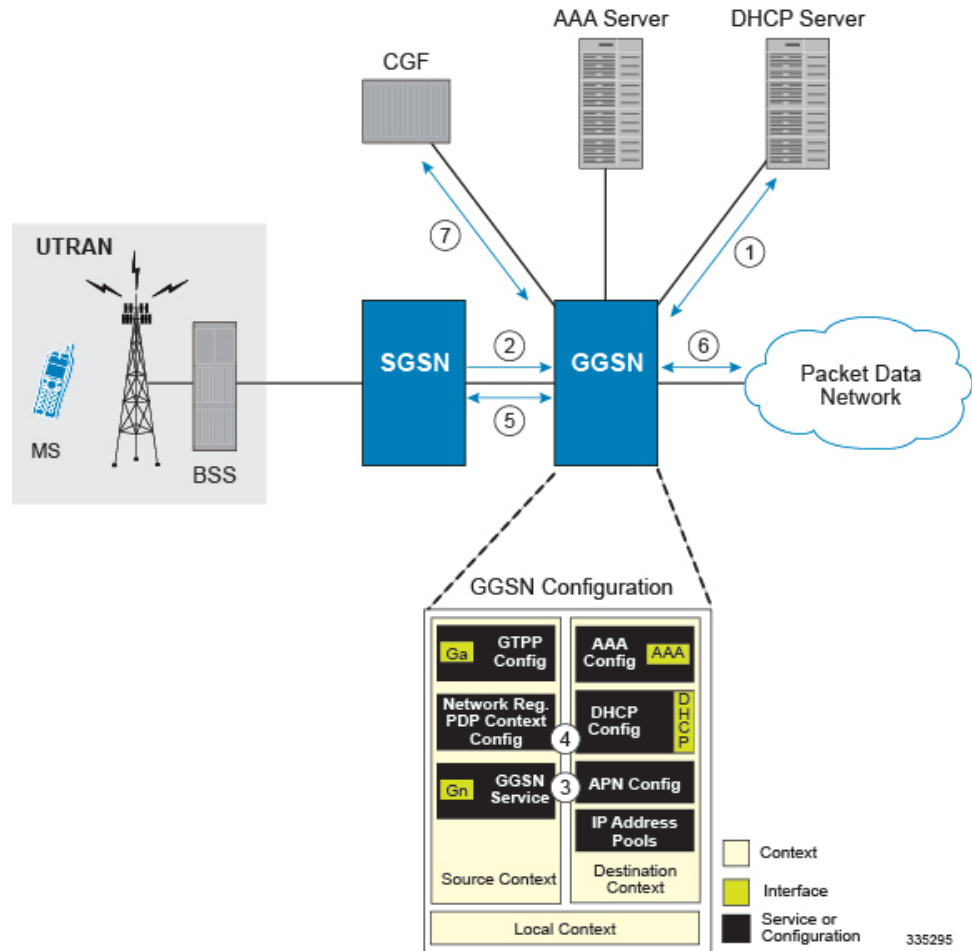 AAA Server
DHCP Server
CGF
7
1
UTRAN
MS
BSS
SGSN
2
5
GGSN
6
Packet Data
Network
GGSN Configuration
Ga
GTPP
Config
Network Reg.
PDP Context
Config
4
Gn
GGSN
Service
3
Source Context
AAA
Config
AAA
DHCP
Config
DHCP
APN Config
IP Address
Pools
Destination
Context
Local Context
Context
Interface
Service or
Configuration
335295